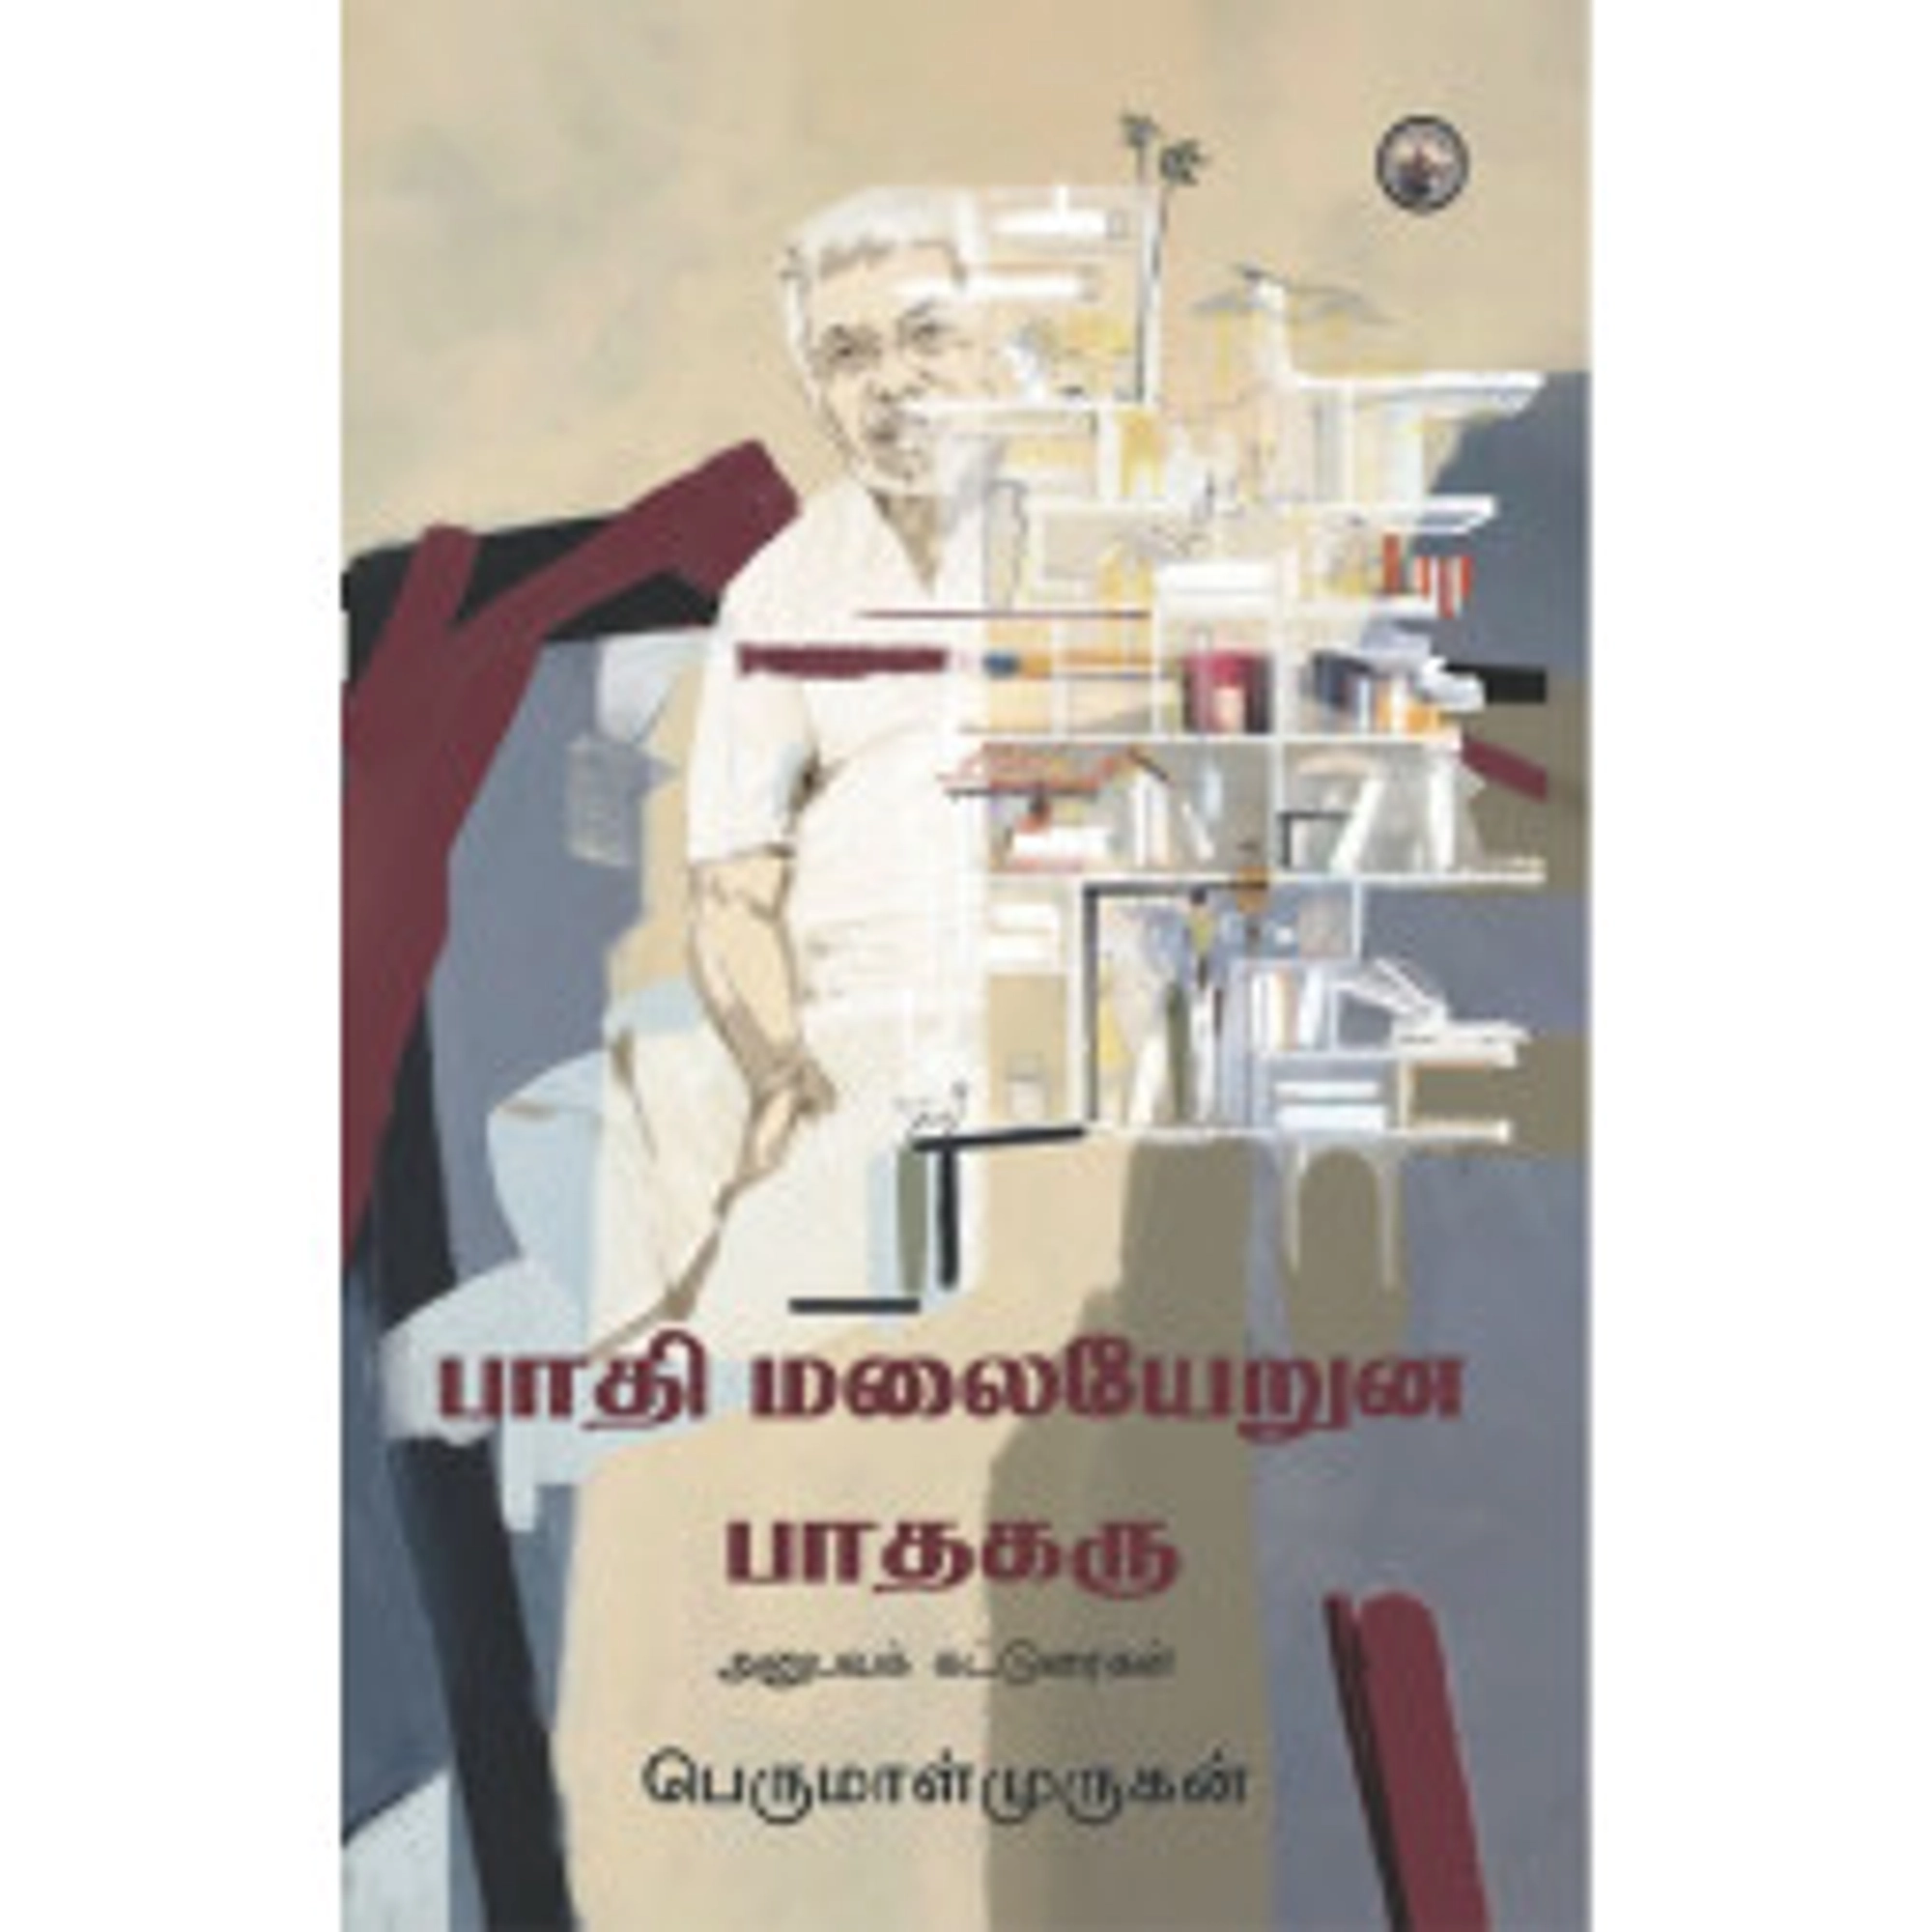 பாதி மலையேறுன
பாதகரு
அனுபவக் கட்டுரைகள்
பெருமாள்முருகன்